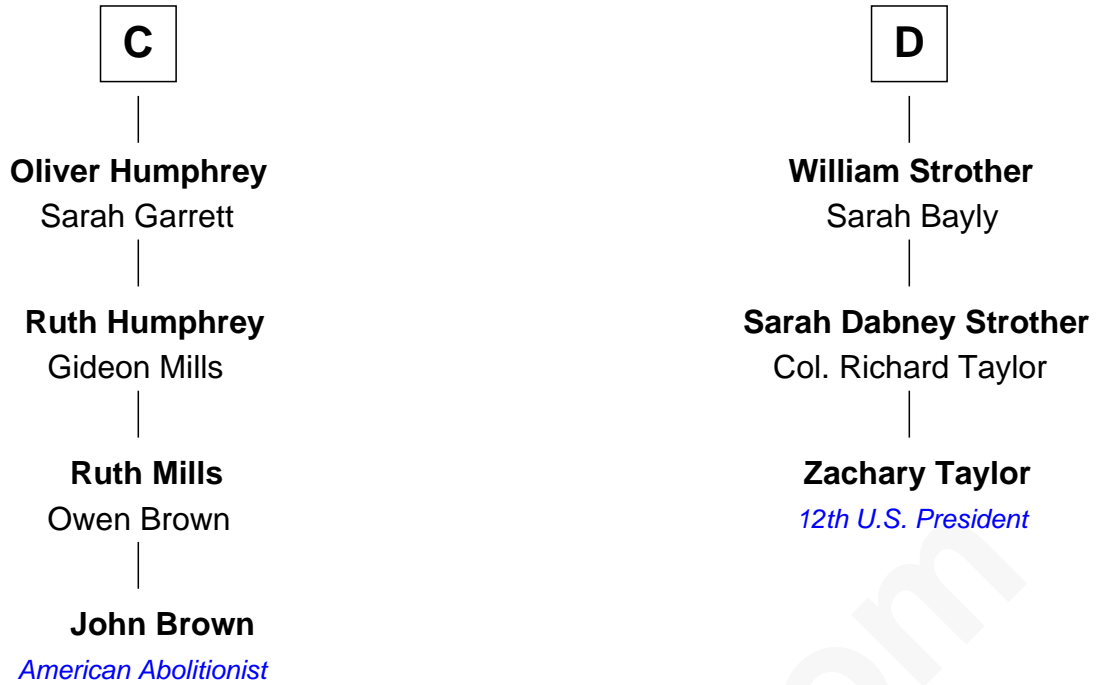 C
Oliver Humphrey
Sarah Garrett
Ruth Humphrey
Gideon Mills
Ruth Mills
Owen Brown
John Brown
American Abolitionist
D
William Strother
Sarah Bayly
Sarah Dabney Strother
Col. Richard Taylor
Zachary Taylor
12th U.S. President
om